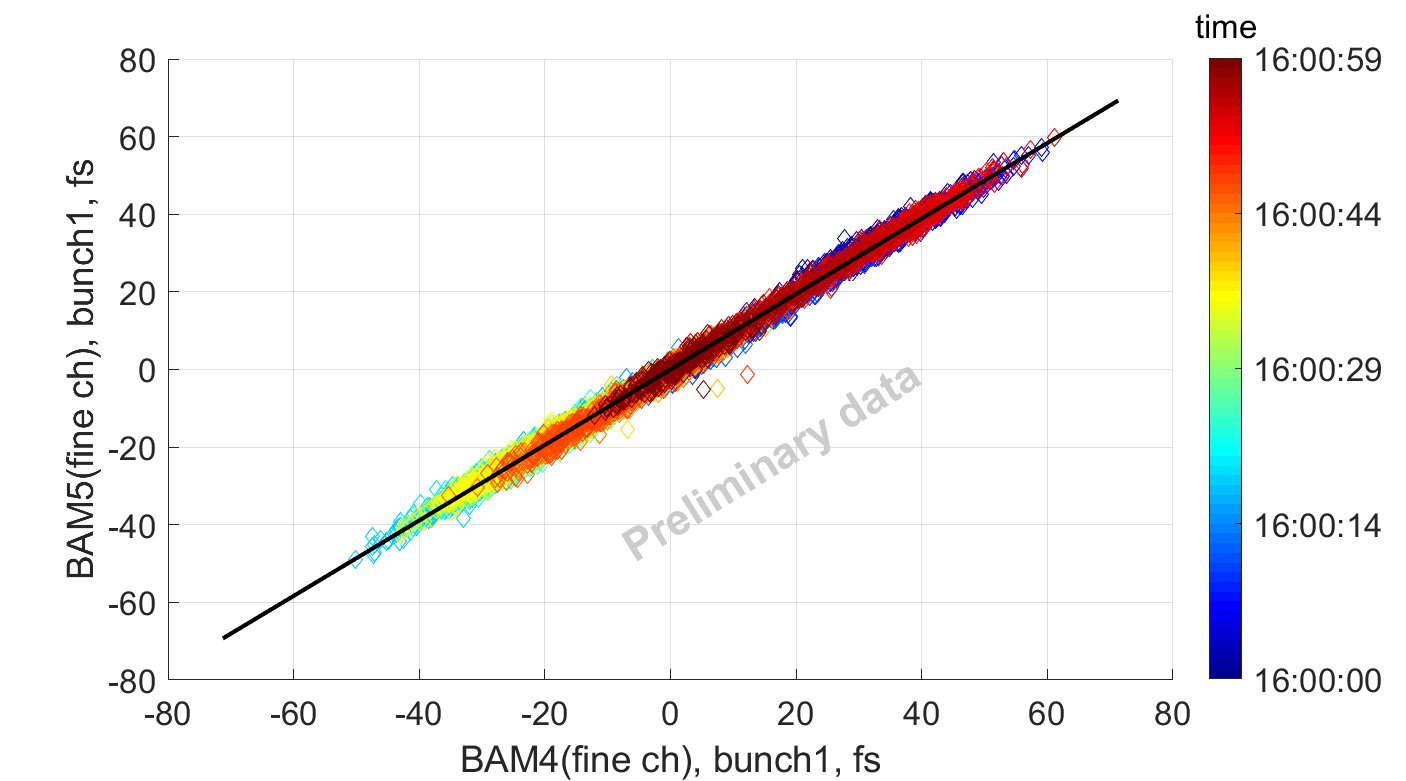 time
80
60
40
20
0
-20
-40
-60
-80
-80 -60 -40 -20 0 20 40 60 80
BAM5(fine ch), bunch1, fs
BAM4(fine ch), bunch1, fs
Preliminary data
16:00:59
16:00:44
16:00:29
16:00:14
16:00:00